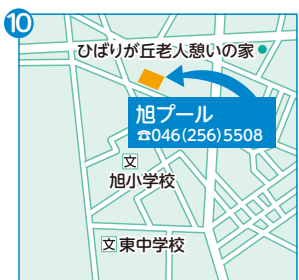 10
ひばりが丘老人憩いの家
旭プール
☎046(256)5508
文
旭小学校
文 東中学校